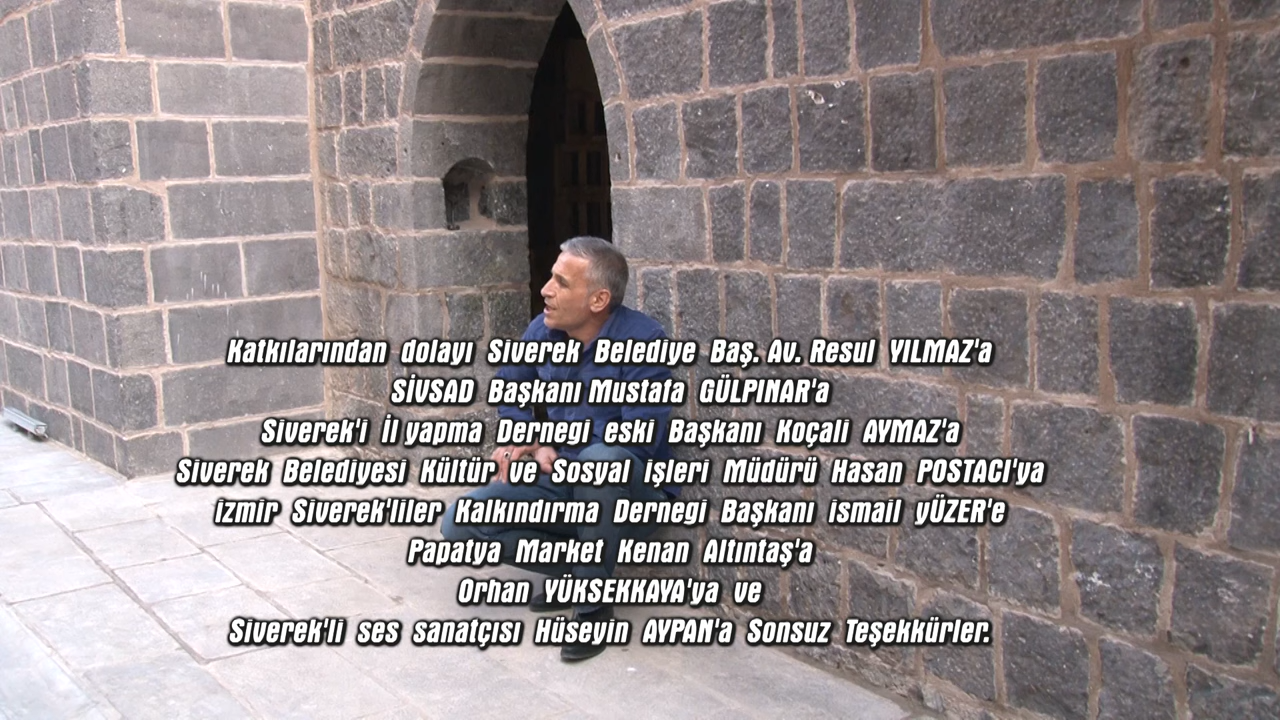 Katkılarından dolayı Siverek Belediye Baş. Av. Resul YILMAZ'a
SİVSAD Başkanı Mustafa GÜLPINAR'a
Siverek'i İl yapma Dernegi eski Başkanı Koçali AYMAZ'a
Siverek Belediyesi Kültür ve Sosyal işleri Müdürü Hasan POSTACI'ya
izmir Siverek'liler Kalkındırma Dernegi Başkanı ismail yÜZER'e
Papatya Market Kenan Altıntaş'a
Orhan YÜKSEKKAYA'ya ve
Siverek'li ses sanatçısı Hüseyin AYPAN'a Sonsuz Teşekkürler.